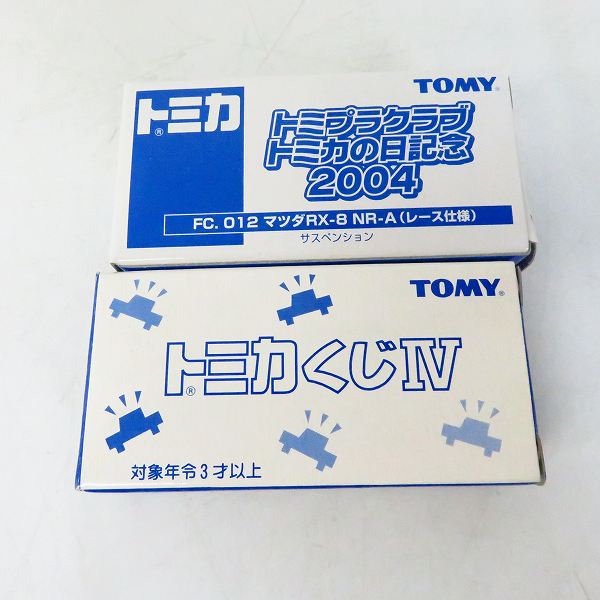 トミカ®
TOMY®
トミプラクラブ
トミカの日記念
2004
FC. 012 マツダRX-8 NR-A(レース仕様)
サスペンション
TOMY®
トミカ®くじIV
対象年令3才以上